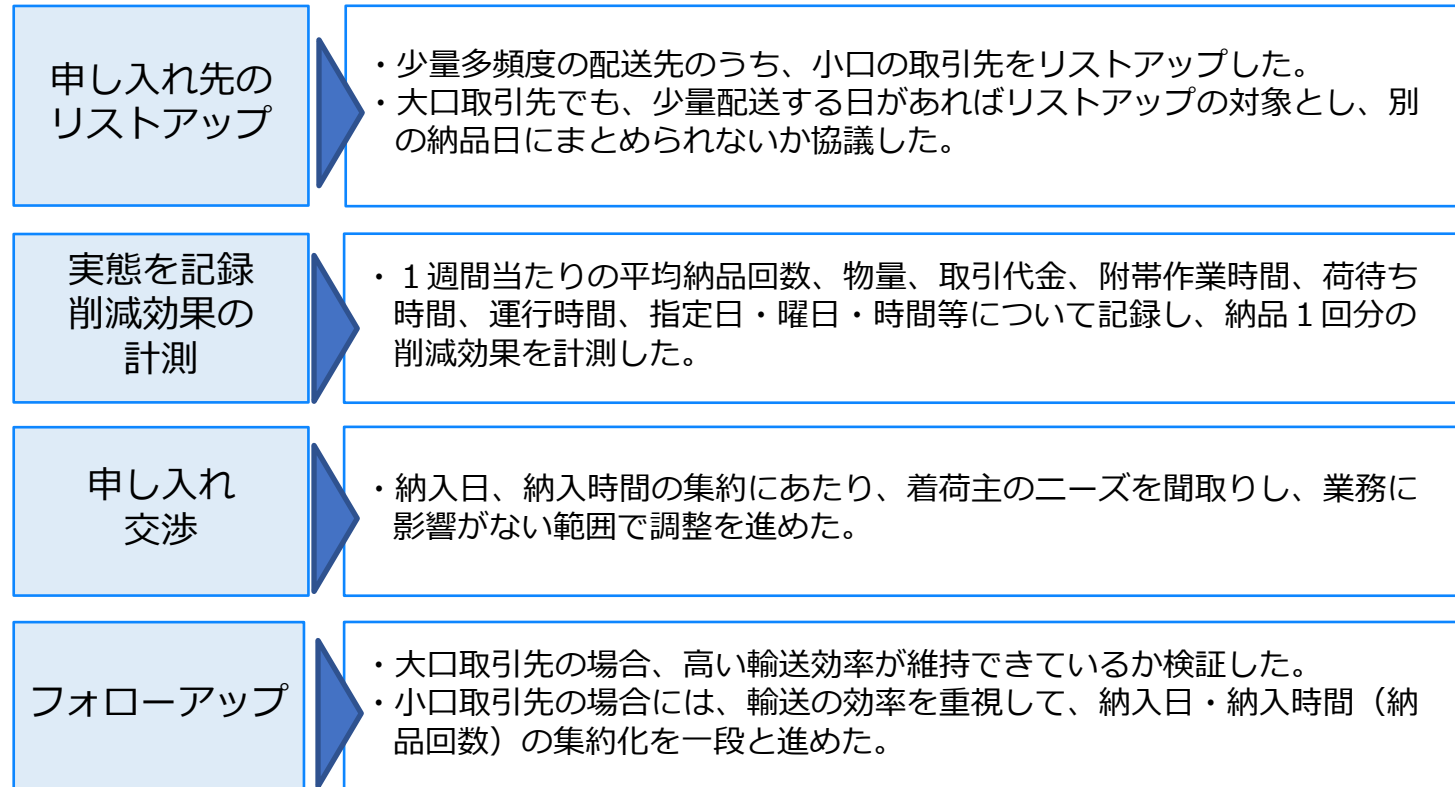 申し入れ先の
リストアップ
・少量多頻度の配送先のうち、小口の取引先をリストアップした。
・大口取引先でも、少量配送する日があればリストアップの対象とし、別
の納品日にまとめられないか協議した。
実態を記録
削減効果の
計測
・１週間当たりの平均納品回数、物量、取引代金、附帯作業時間、荷待ち
時間、運行時間、指定日・曜日・時間等について記録し、納品１回分の
削減効果を計測した。
申し入れ
交渉
・納入日、納入時間の集約にあたり、着荷主のニーズを聞取りし、業務に
影響がない範囲で調整を進めた。
フォローアップ
・大口取引先の場合、高い輸送効率が維持できているか検証した。
・小口取引先の場合には、輸送の効率を重視して、納入日・納入時間（納
品回数）の集約化を一段と進めた。